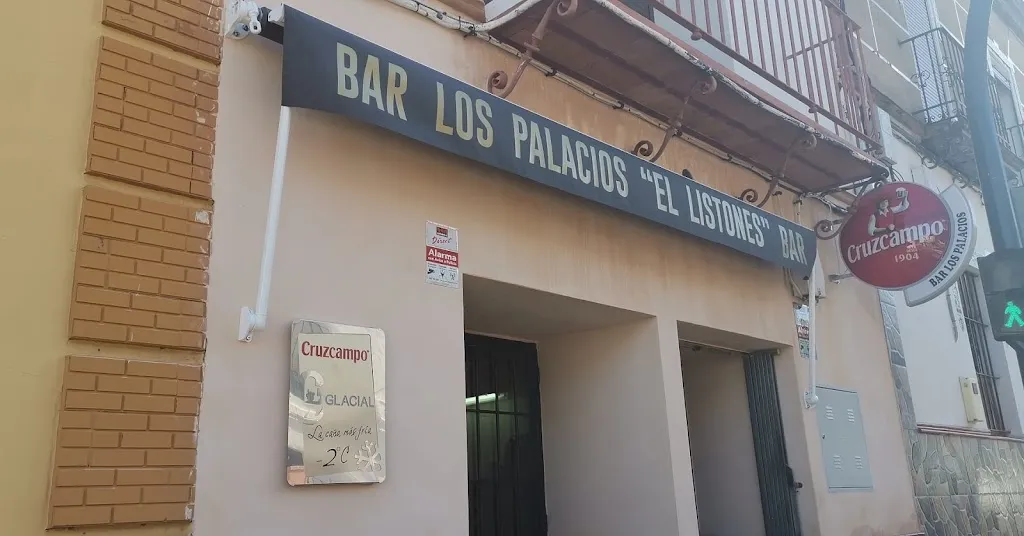 BAR LOS PALACIOS "EL LISTONES" BAR
Cruzcampo
1904
BAR LOS PALACIOS
Direct
Alarma
Cruzcampo
GLACIAL
La caña más fría
-2°C